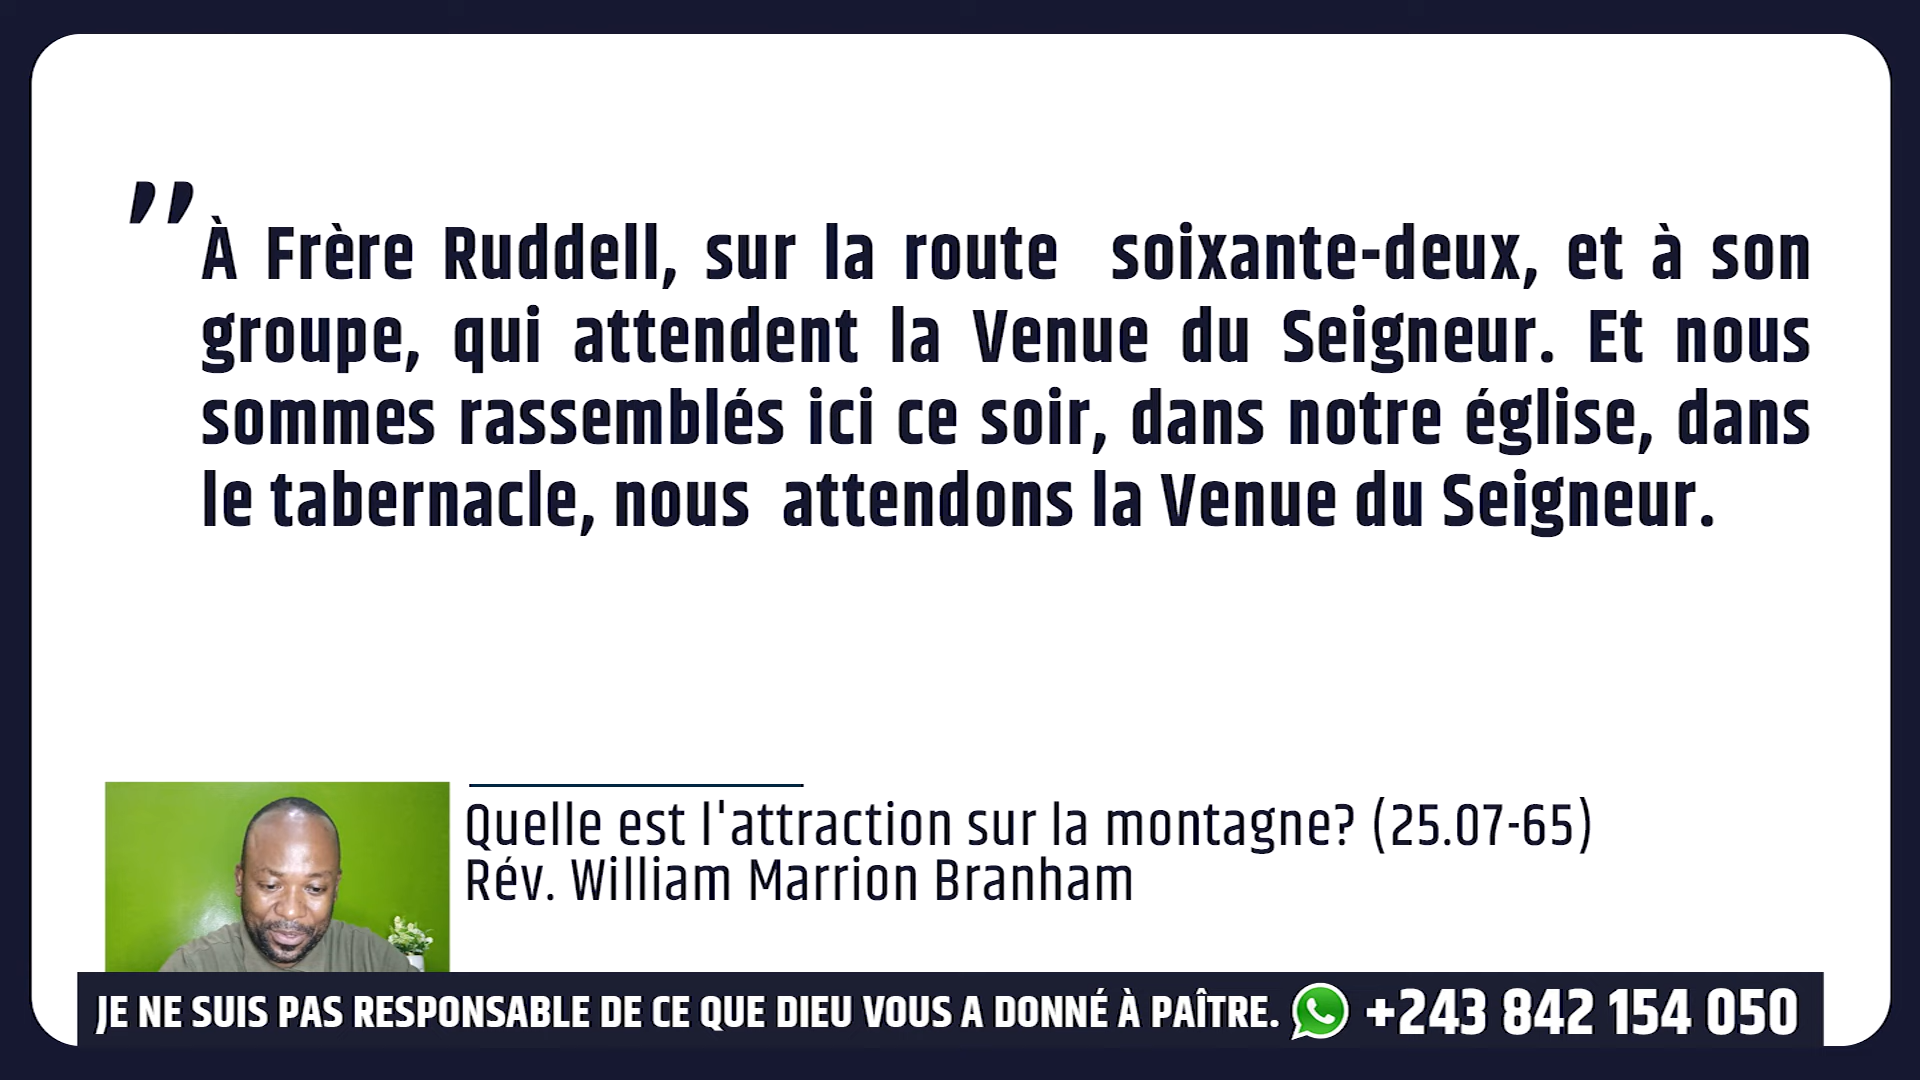 ”À Frère Ruddell, sur la route soixante-deux, et à son
groupe, qui attendent la Venue du Seigneur. Et nous
sommes rassemblés ici ce soir, dans notre église, dans
le tabernacle, nous attendons la Venue du Seigneur.
Quelle est l'attraction sur la montagne? (25.07-65)
Rév. William Marrion Branham
JE NE SUIS PAS RESPONSABLE DE CE QUE DIEU VOUS A DONNÉ À PAÎTRE. +243 842 154 050